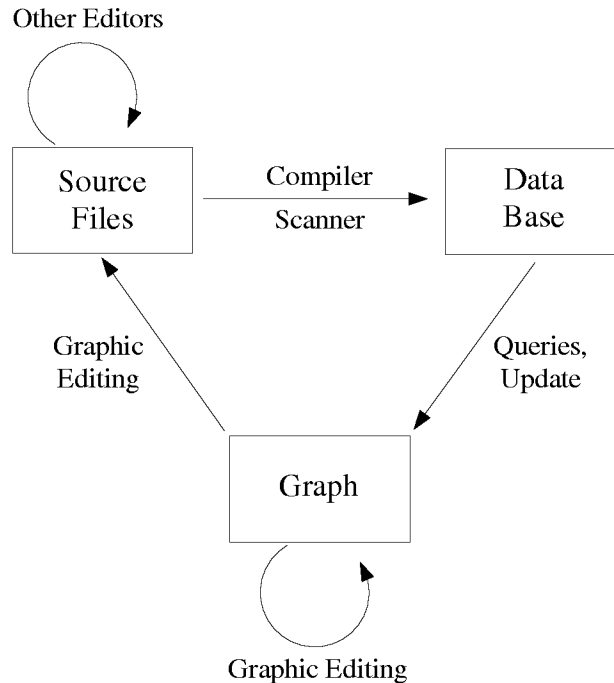 Other Editors
Source
Files
Compiler
Scanner
Data
Base
Graphic
Editing
Queries,
Update
Graph
Graphic Editing